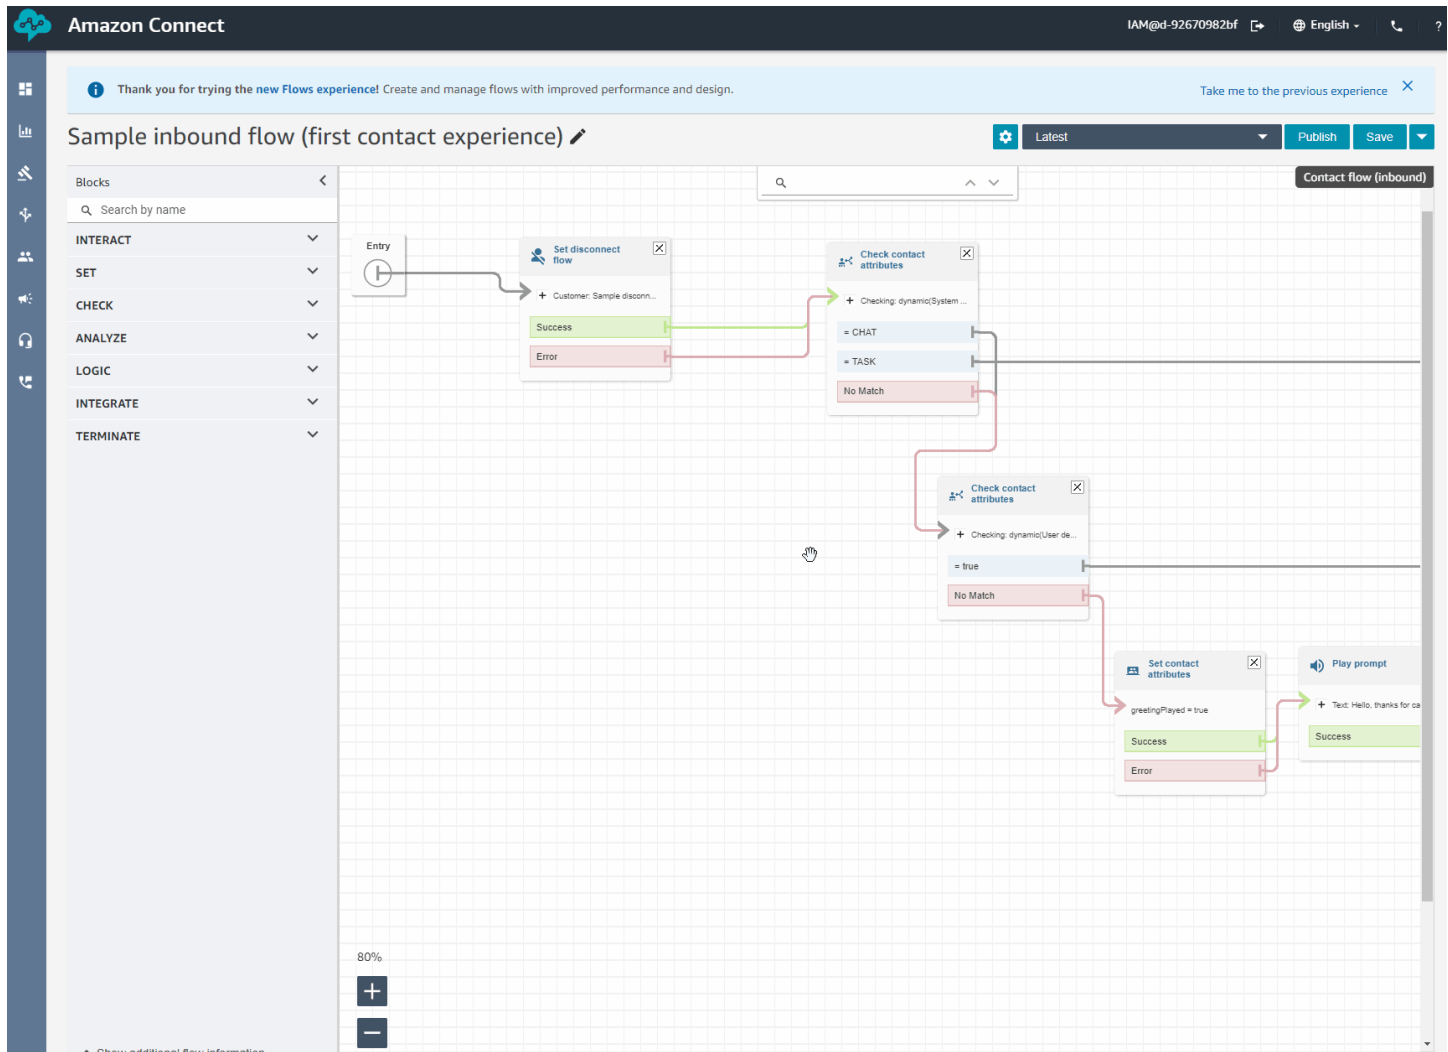 Amazon Connect
IAM@d-92670982bf
English
?
Thank you for trying the new Flows experience! Create and manage flows with improved performance and design.
Take me to the previous experience
Sample inbound flow (first contact experience)
Latest
Publish
Save
Blocks
Contact flow (inbound)
Search by name
INTERACT
SET
CHECK
ANALYZE
LOGIC
INTEGRATE
TERMINATE
Entry
Set disconnect
flow
Customer: Sample disconn...
Success
Error
Check contact
attributes
Checking: dynamic(System ...
= CHAT
= TASK
No Match
Check contact
attributes
Checking: dynamic(User de...
= true
No Match
Set contact
attributes
greetingPlayed = true
Success
Error
Play prompt
Text: Hello, thanks for ca
Success
80%
Show additional flow information